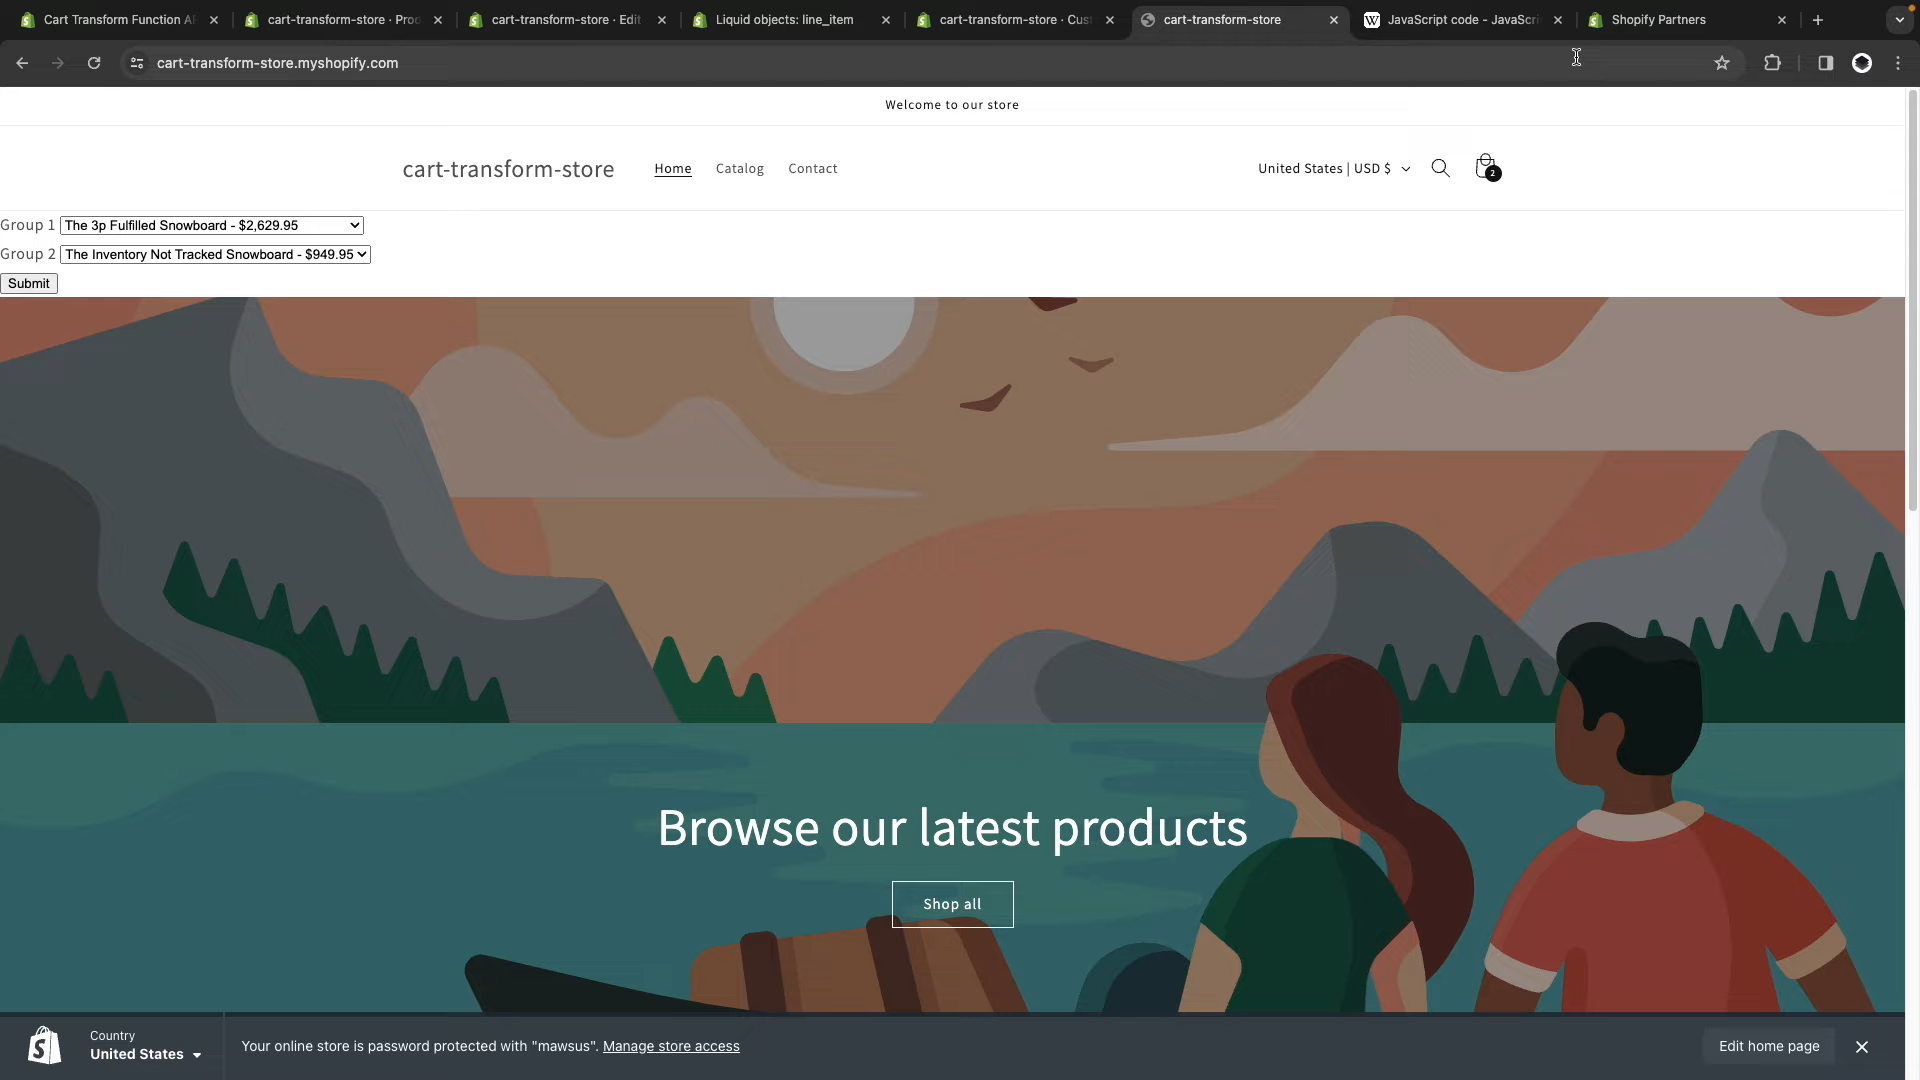 Cart Transform Function AP
cart-transform-store · Prod
cart-transform-store · Edit
Liquid objects: line_item
cart-transform-store · Cust
cart-transform-store
JavaScript code - JavaScri
Shopify Partners
cart-transform-store.myshopify.com
Welcome to our store
cart-transform-store
Home
Catalog
Contact
United States | USD $
2
Group 1 The 3p Fulfilled Snowboard - $2,629.95
Group 2 The Inventory Not Tracked Snowboard - $949.95
Submit
Browse our latest products
Shop all
Country
United States
Your online store is password protected with "mawsus". Manage store access
Edit home page